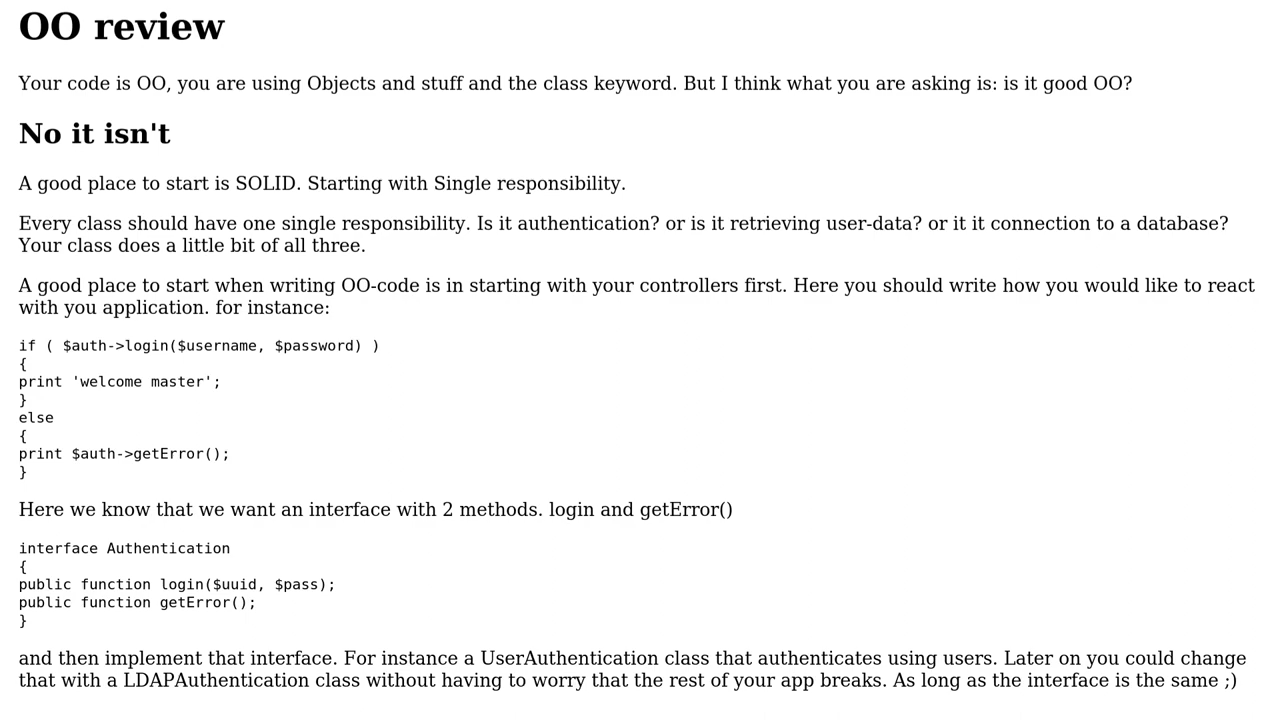 OO review
Your code is OO, you are using Objects and stuff and the class keyword. But I think what you are asking is: is it good OO?
No it isn't
A good place to start is SOLID. Starting with Single responsibility.
Every class should have one single responsibility. Is it authentication? or is it retrieving user-data? or it it connection to a database?
Your class does a little bit of all three.
A good place to start when writing OO-code is in starting with your controllers first. Here you should write how you would like to react
with you application. for instance:
if ( $auth->login($username, $password) )
{
print 'welcome master';
}
else
{
print $auth->getError();
}
Here we know that we want an interface with 2 methods. login and getError()
interface Authentication
{
public function login($uuid, $pass);
public function getError();
}
and then implement that interface. For instance a UserAuthentication class that authenticates using users. Later on you could change
that with a LDAPAuthentication class without having to worry that the rest of your app breaks. As long as the interface is the same ;)